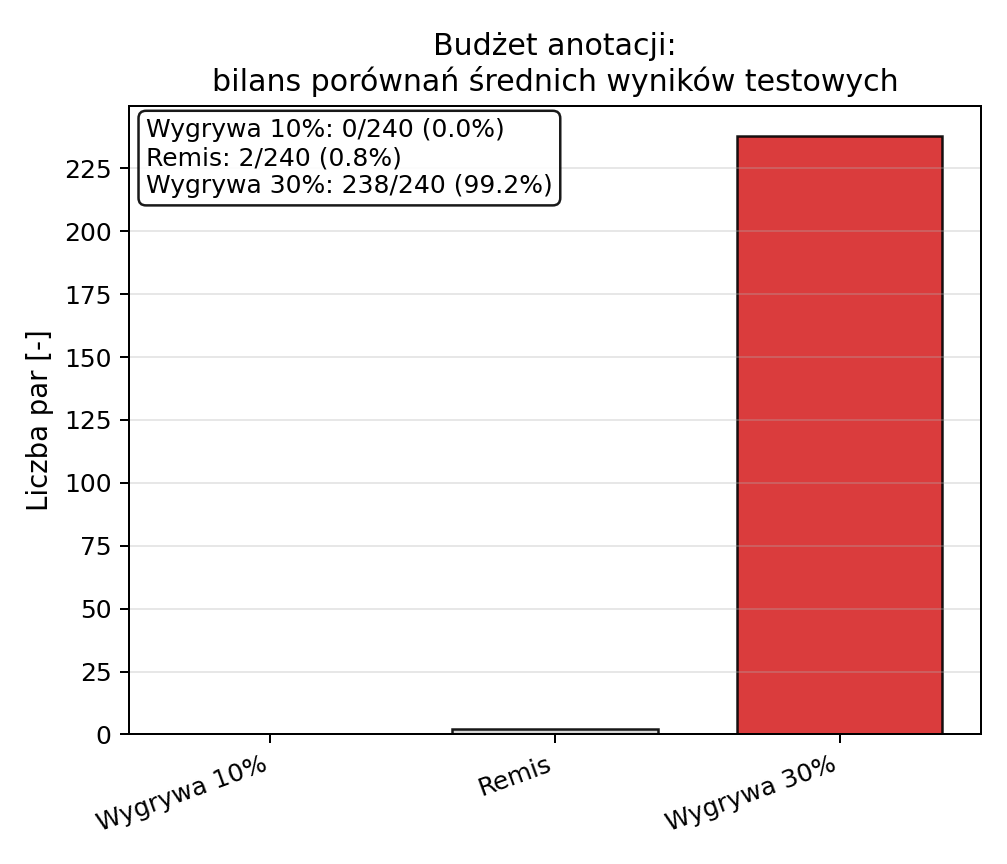 Budżet anotacji:
bilans porównań średnich wyników testowych
Wygrywa 10%: 0/240 (0.0%)
Remis: 2/240 (0.8%)
Wygrywa 30%: 238/240 (99.2%)
Liczba par [-]
225
200
175
150
125
100
75
50
25
0
Wygrywa 10%
Remis
Wygrywa 30%